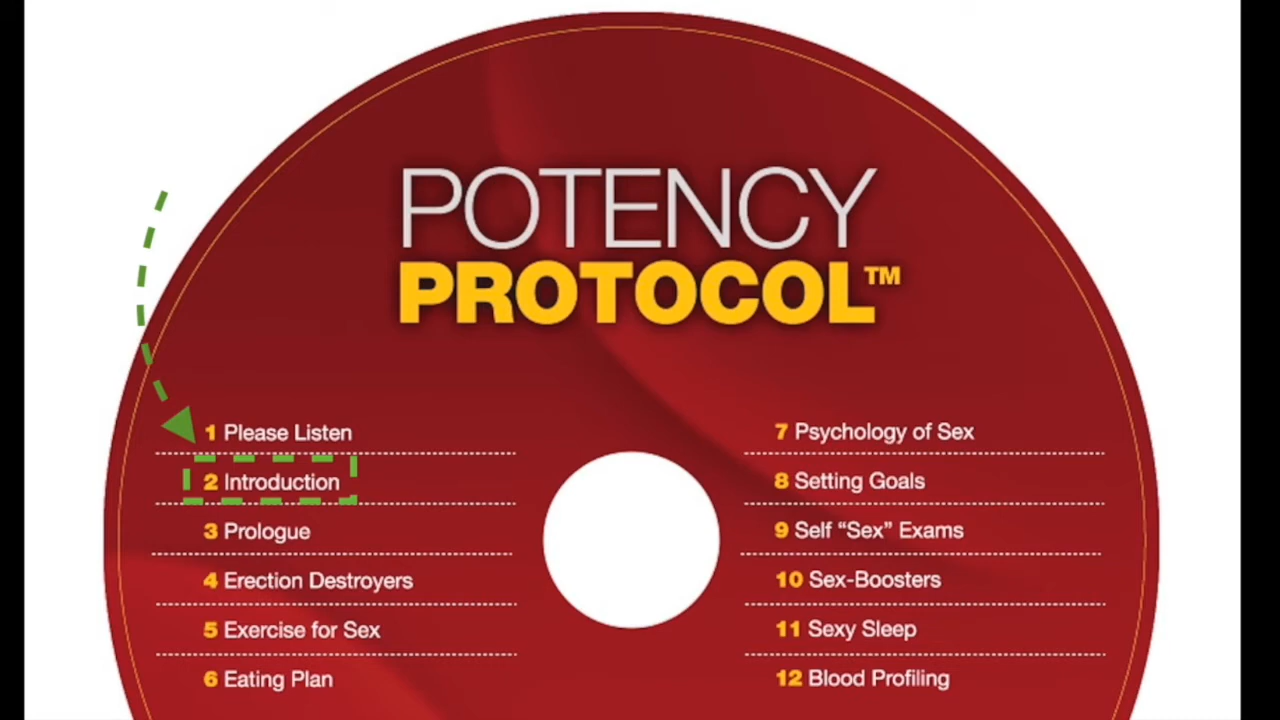 POTENCY
PROTOCOL™
1 Please Listen
2 Introduction
3 Prologue
4 Erection Destroyers
5 Exercise for Sex
6 Eating Plan
7 Psychology of Sex
8 Setting Goals
9 Self “Sex” Exams
10 Sex-Boosters
11 Sexy Sleep
12 Blood Profiling